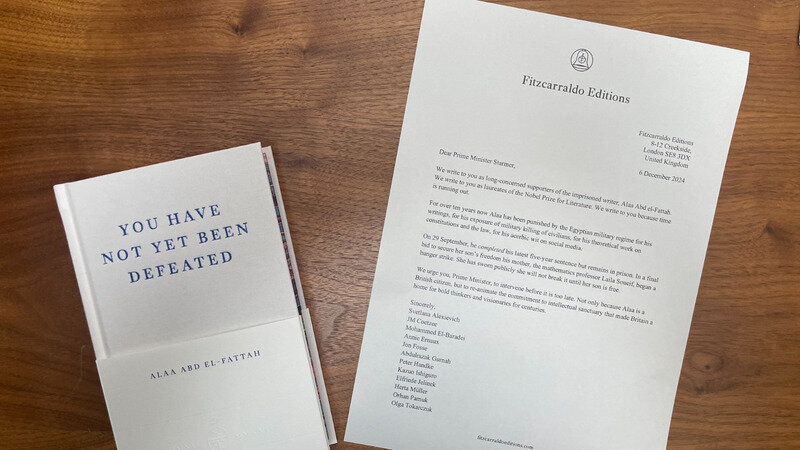 YOU HAVE
NOT YET BEEN
DEFEATED
ALAA ABD EL-FATTAH
Fitzcarraldo Editions
Fitzcarraldo Editions
8-12 Creekside,
London SE8 3DX
United Kingdom
6 December 2024
Dear Prime Minister Starmer,
We write to you as long-concerned supporters of the imprisoned writer, Alaa Abd el-Fattah.
We write to you as laureates of the Nobel Prize for Literature. We write to you because time
is running out.
For over ten years now Alaa has been punished by the Egyptian military regime for his
writings, for his exposure of military killing of civilians, for his theoretical work on
constitutions and the law, for his acerbic wit on social media.
On 29 September, he completed his latest five-year sentence but remains in prison. In a final
bid to secure her son's freedom his mother, the mathematics professor Laila Soueif, began a
hunger strike. She has sworn publicly she will not break it until her son is free.
We urge you, Prime Minister, to intervene before it is too late. Not only because Alaa is a
British citizen, but to re-animate the commitment to intellectual sanctuary that made Britain a
home for bold thinkers and visionaries for centuries.
Sincerely,
Svetlana Alexievich
JM Coetzee
Mohammed El-Baradei
Annie Ernaux
Jon Fosse
Abdulrazak Gurnah
Peter Handke
Kazuo Ishiguro
Elfriede Jelinek
Herta Müller
Orhan Pamuk
Olga Tokarczuk
fitzcarraldoeditions.com